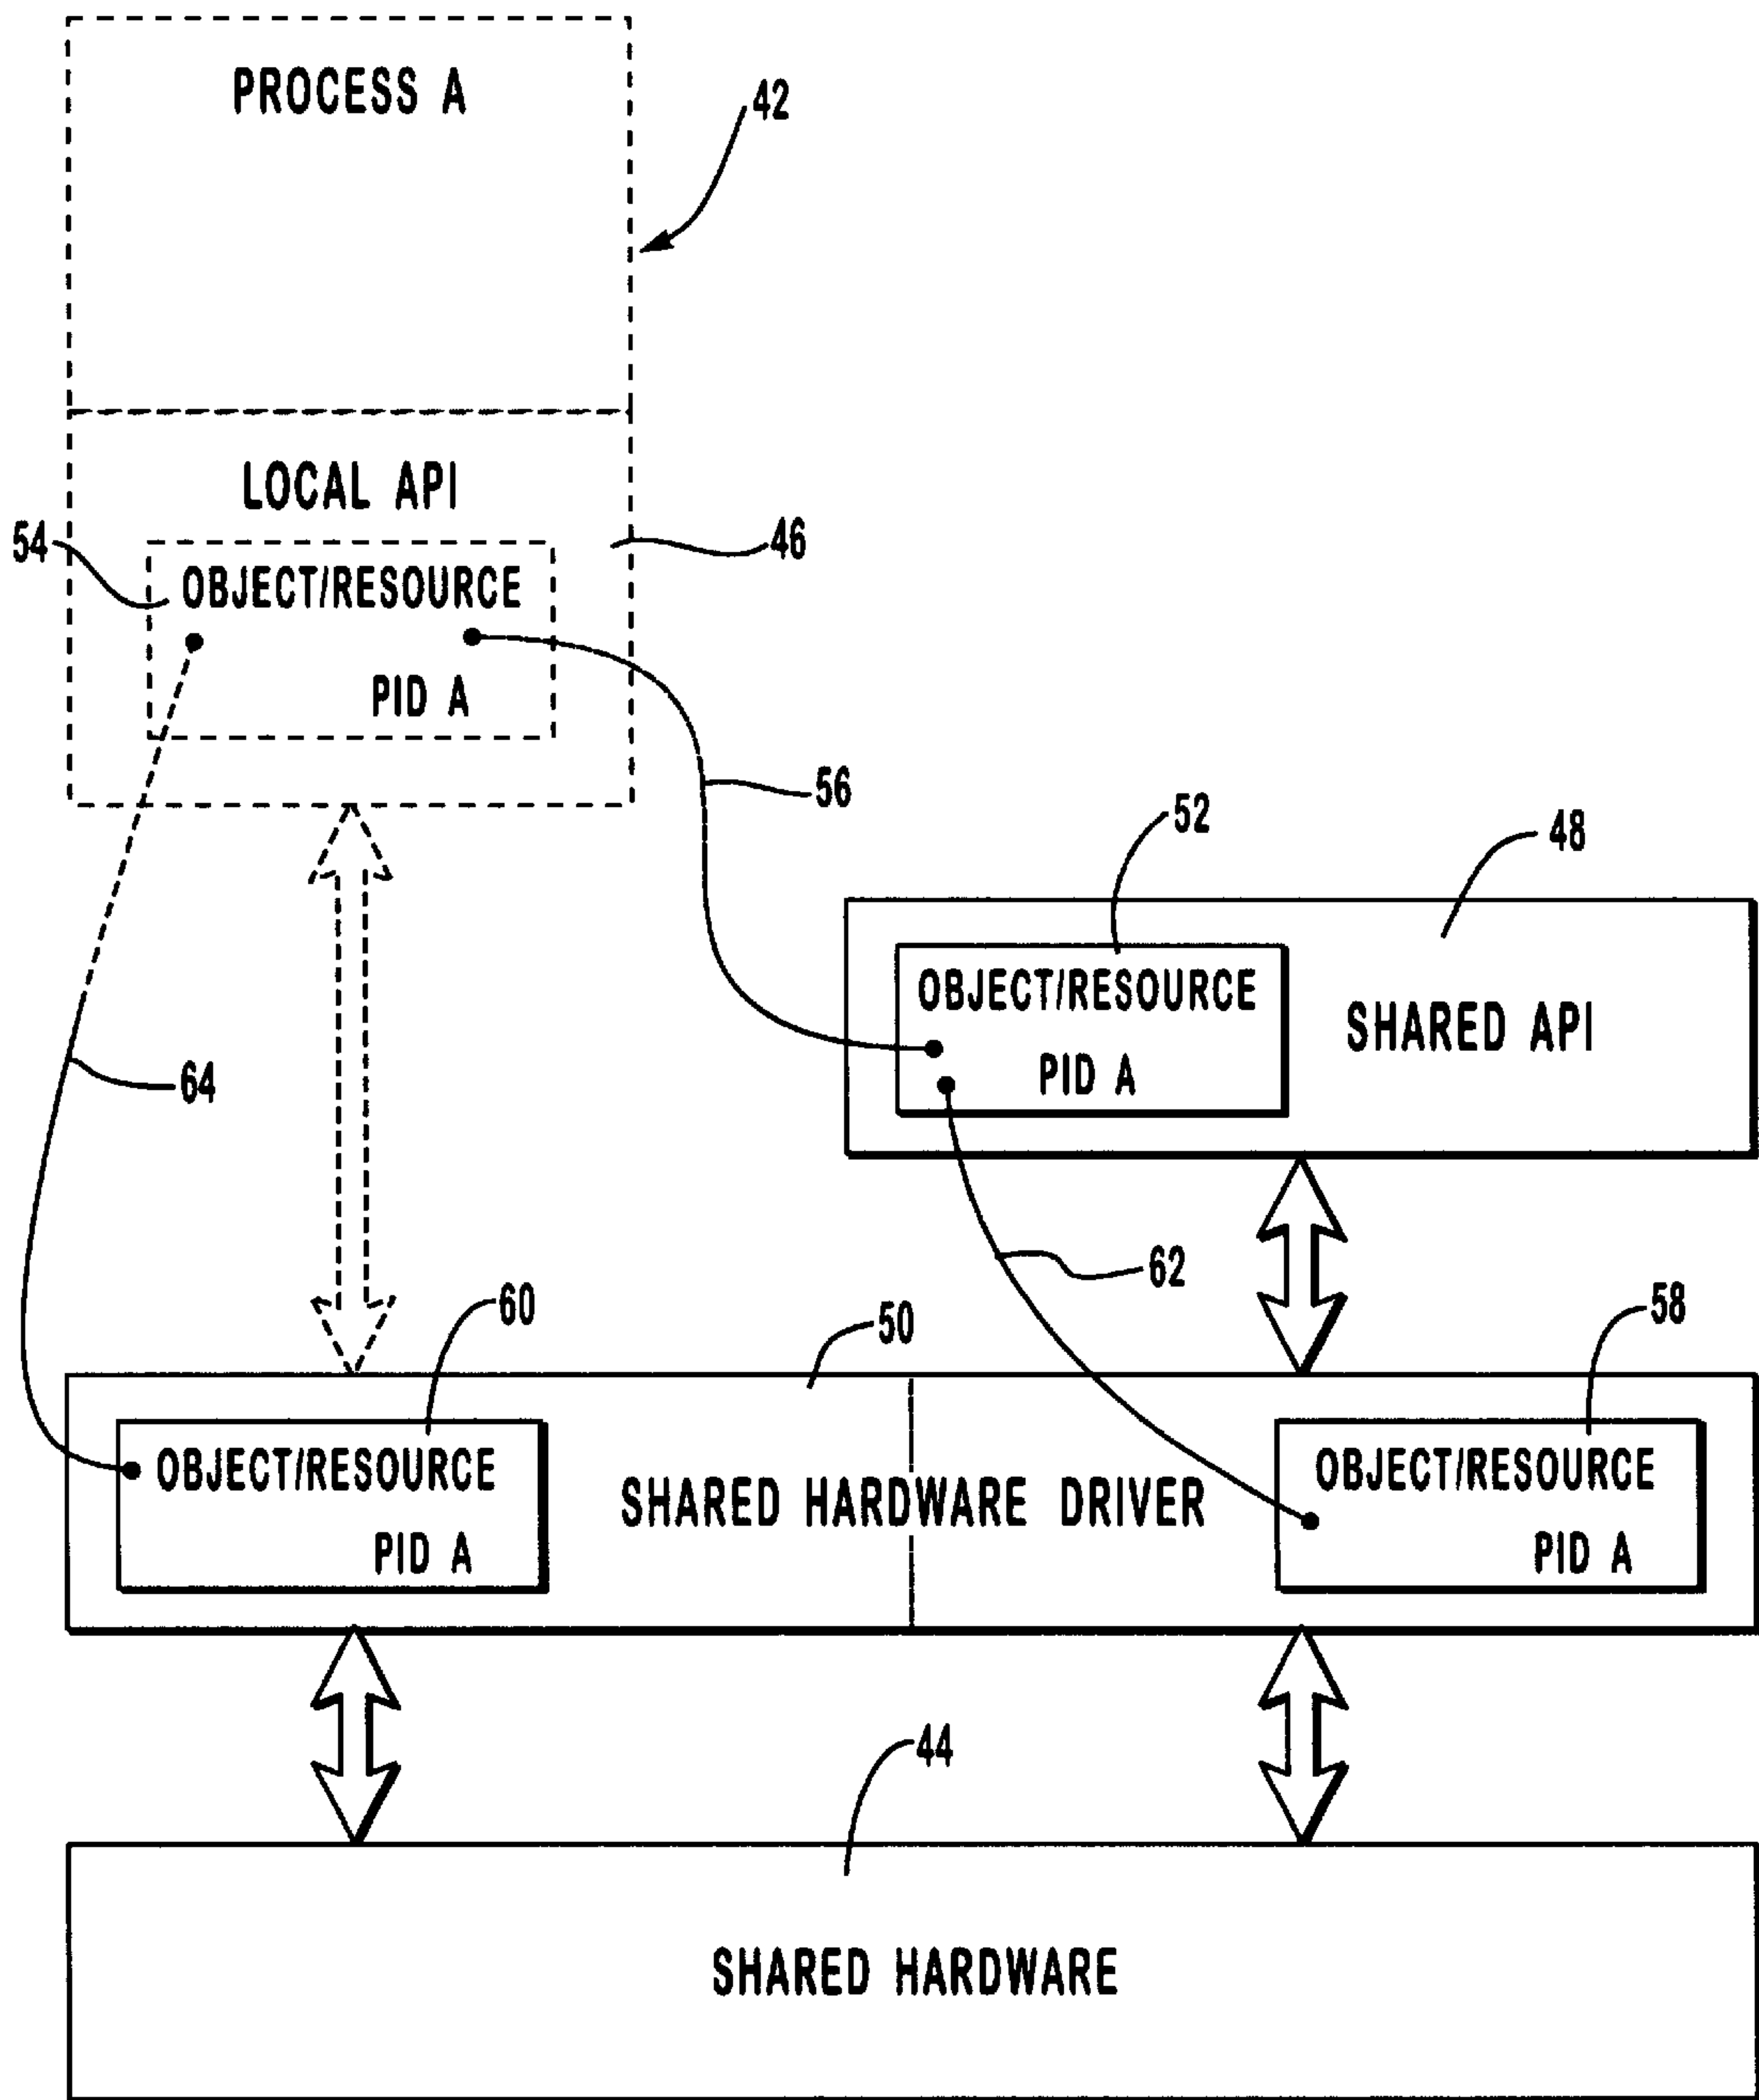 PROCESS A
42
LOCAL API
54
46
OBJECT/RESOURCE
PID A
56
52
48
OBJECT/RESOURCE
PID A
SHARED API
64
62
60
50
58
OBJECT/RESOURCE
PID A
SHARED HARDWARE DRIVER
OBJECT/RESOURCE
PID A
44
SHARED HARDWARE